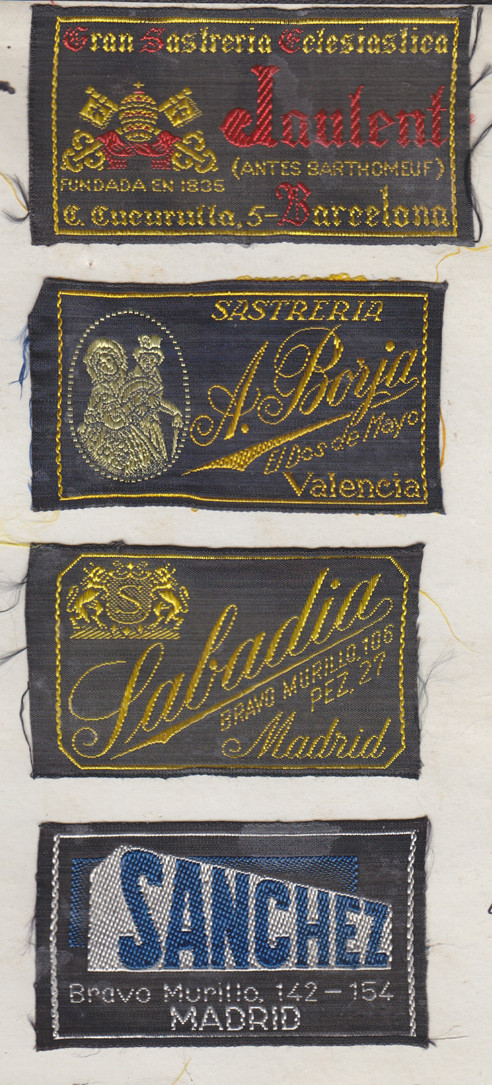 Gran Sastreria Eclesiastica
Jaulent
(ANTES BARTHOMEUF)
FUNDADA EN 1835
C. Cucurulla, 5-Barcelona
SASTRERIA
A. Borja
El Dos de Mayo
Valencia
S
Sabadia
BRAVO MURILLO, 106
PEZ, 27
Madrid
SANCHEZ
Bravo Murillo, 142-154
MADRID